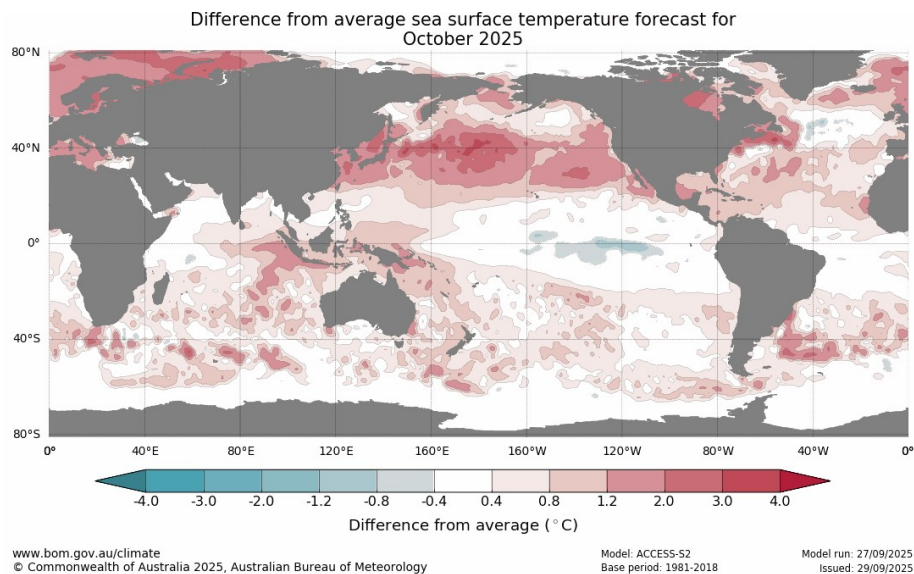 Difference from average sea surface temperature forecast for
October 2025
80°N
40°N
0°
40°S
80°S
0° 40°E 80°E 120°E 160°E 160°W 120°W 80°W 40°W 0°
-4.0 -3.0 -2.0 -1.2 -0.8 -0.4 0.4 0.8 1.2 2.0 3.0 4.0
Difference from average (°C)
www.bom.gov.au/climate Model: ACCESS-S2 Model run: 27/09/2025
© Commonwealth of Australia 2025, Australian Bureau of Meteorology Base period: 1981-2018 Issued: 29/09/2025